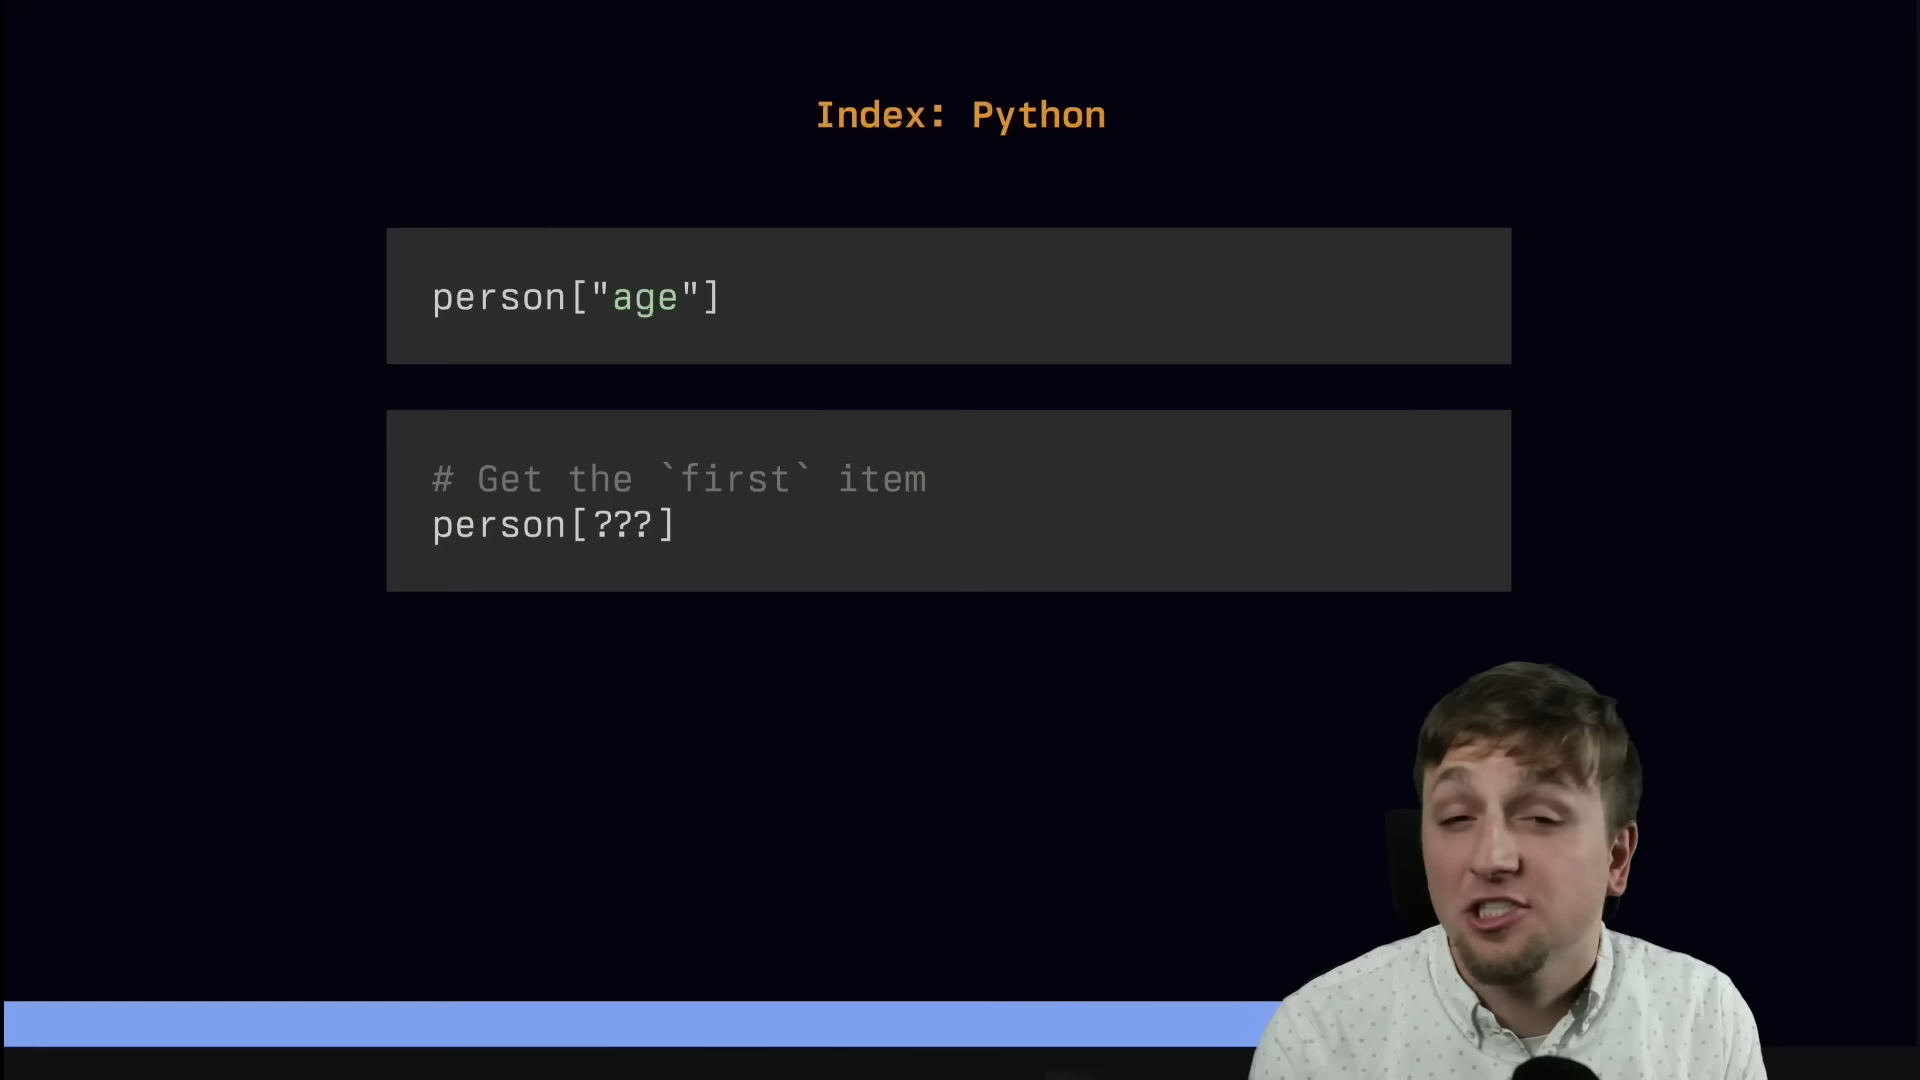 Index: Python
person["age"]
# Get the `first` item
person[???]